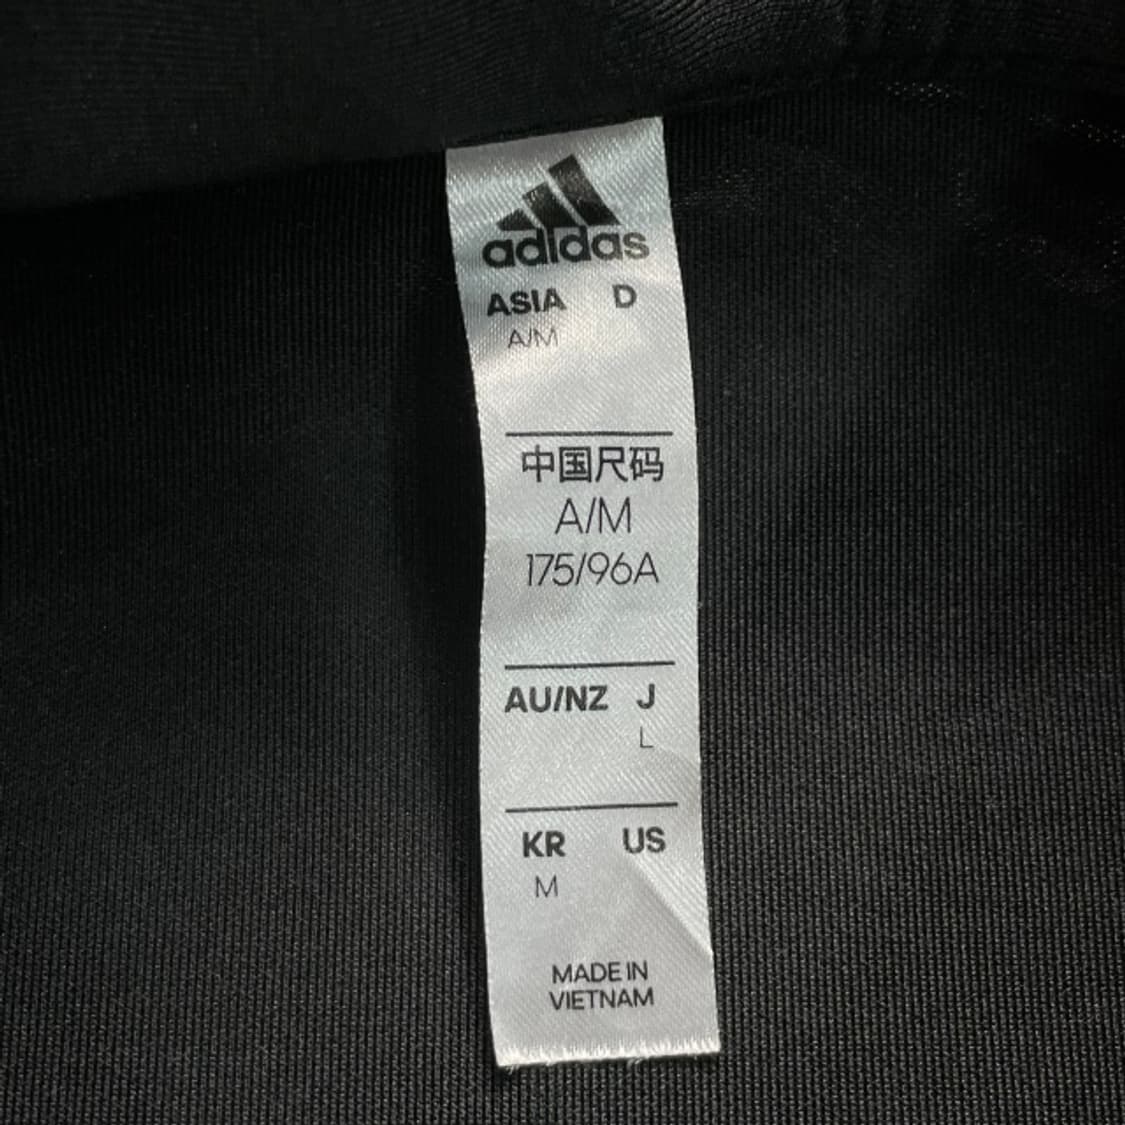 adidas
ASIA D
A/M
中国尺码
A/M
175/96A
AU/NZ J
L
KR US
M
MADE IN
VIETNAM